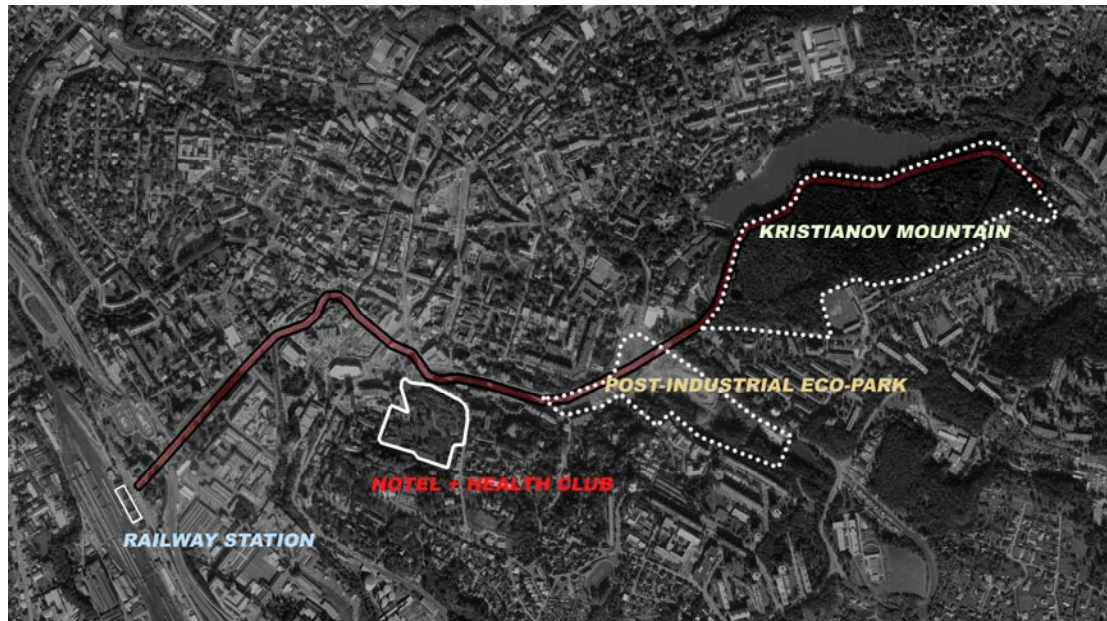 KRISTIANOV MOUNTAIN
POST-INDUSTRIAL ECO-PARK
HOTEL + HEALTH CLUB
RAILWAY STATION